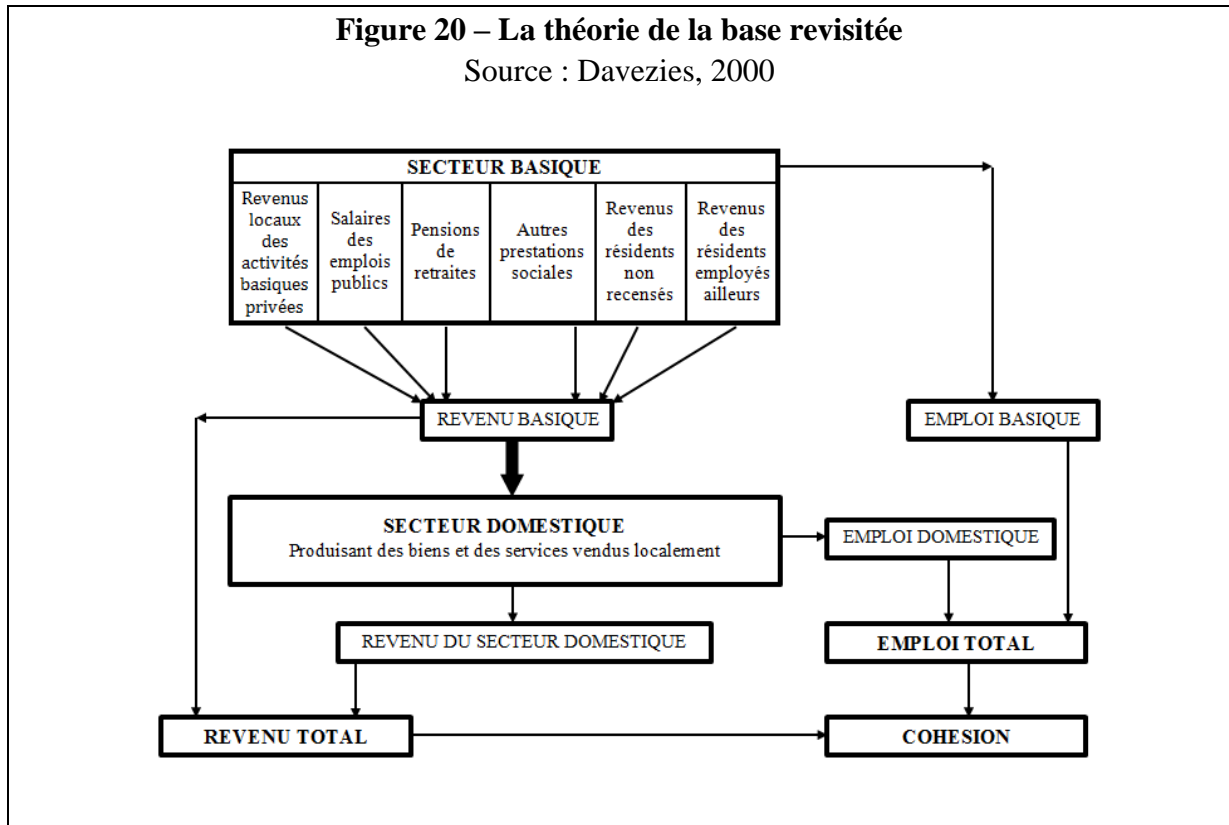 Figure 20 – La théorie de la base revisitée
Source : Davezies, 2000
SECTEUR BASIQUE
Revenus
locaux
des
activités
basiques
privées
Salaires
des
emplois
publics
Pensions
de
retraites
Autres
prestations
sociales
Revenus
des
résidents
non
recensés
Revenus
des
résidents
employés
ailleurs
REVENU BASIQUE
EMPLOI BASIQUE
SECTEUR DOMESTIQUE
Produisant des biens et des services vendus localement
EMPLOI DOMESTIQUE
REVENU DU SECTEUR DOMESTIQUE
EMPLOI TOTAL
REVENU TOTAL
COHESION